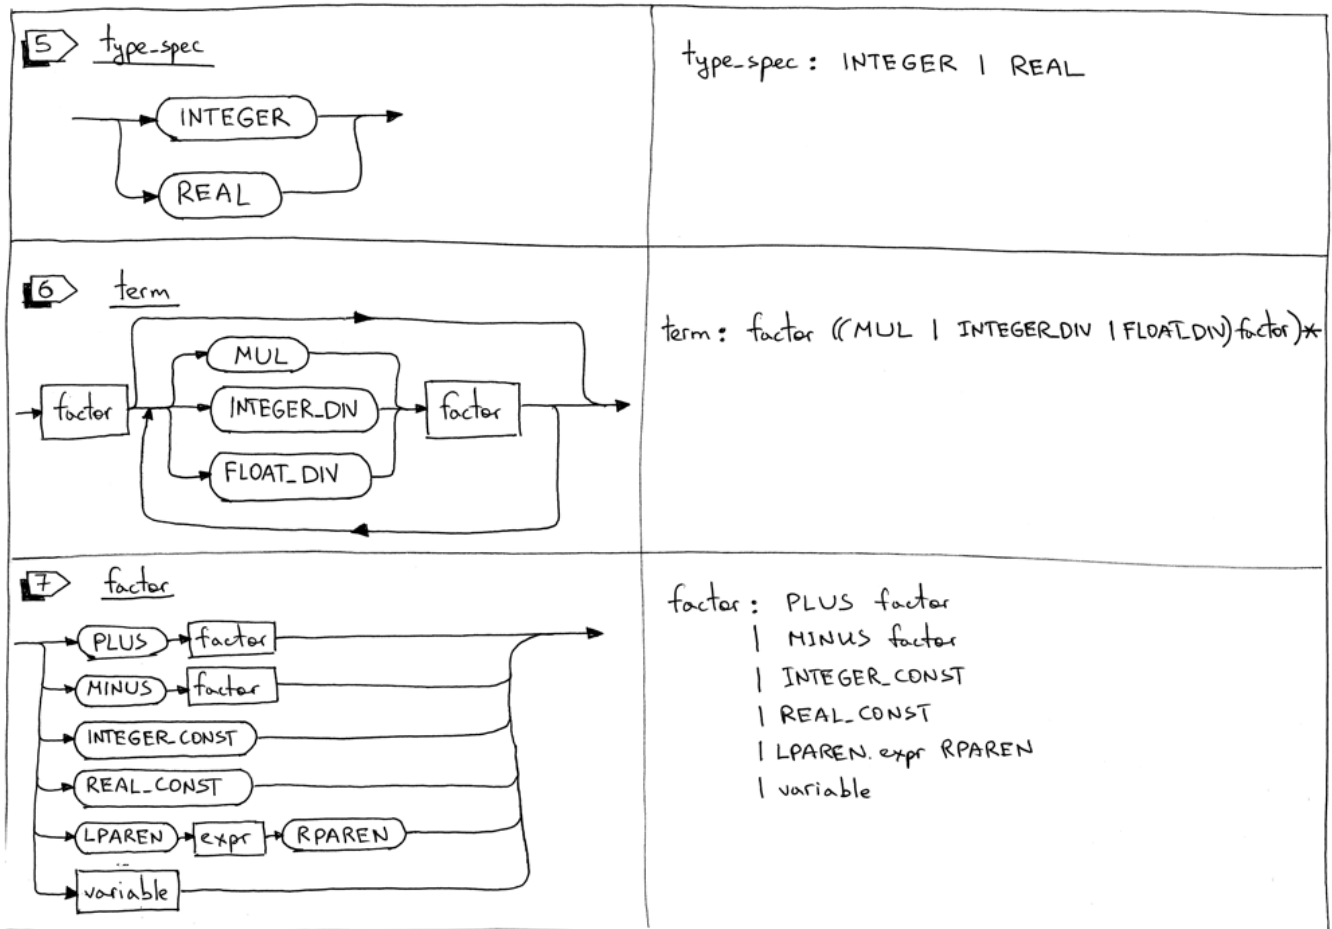 5 type_spec
INTEGER
REAL
type_spec : INTEGER | REAL
6 term
MUL
factor INTEGER_DIV factor
FLOAT_DIV
term : factor ((MUL | INTEGER_DIV | FLOAT_DIV) factor)*
7 factor
PLUS factor
MINUS factor
INTEGER_CONST
REAL_CONST
LPAREN expr RPAREN
variable
factor : PLUS factor
| MINUS factor
| INTEGER_CONST
| REAL_CONST
| LPAREN expr RPAREN
| variable